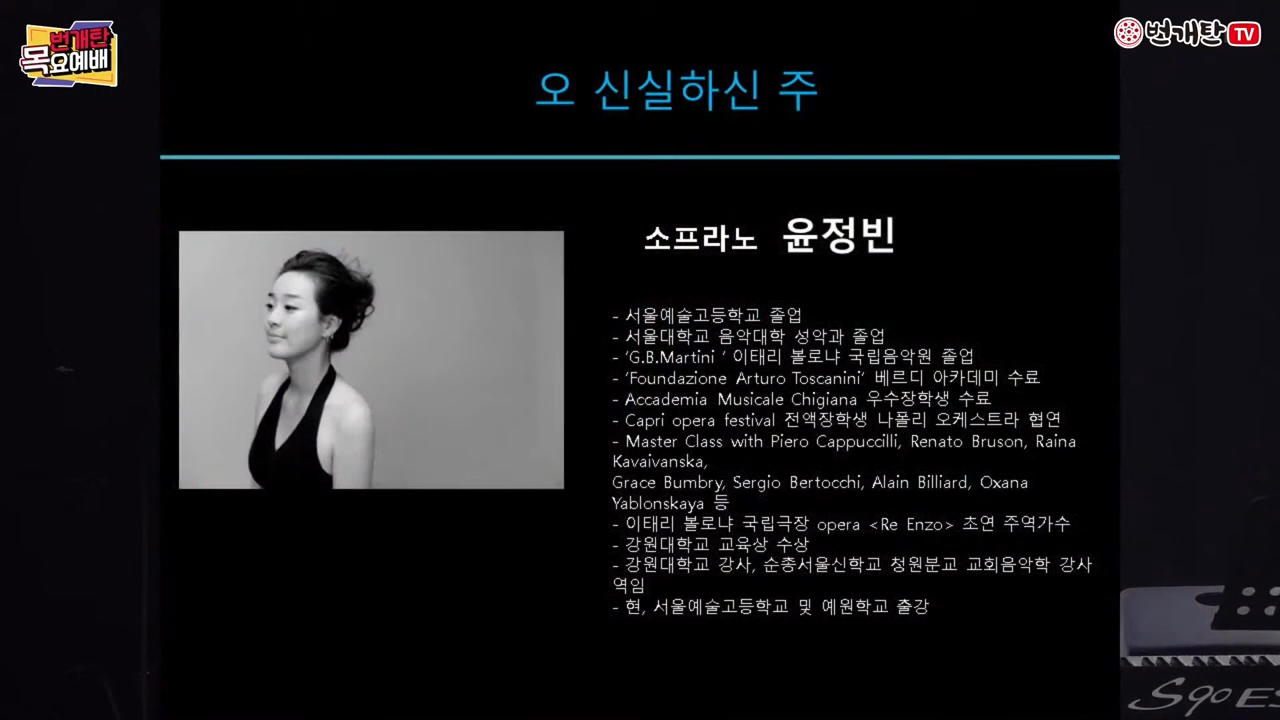 번개탄
목요예배
번개탄 TV
오 신실하신 주
소프라노 윤정빈
- 서울예술고등학교 졸업
- 서울대학교 음악대학 성악과 졸업
- ‘G.B.Martini ‘ 이태리 볼로냐 국립음악원 졸업
- ‘Foundazione Arturo Toscanini’ 베르디 아카데미 수료
- Accademia Musicale Chigiana 우수장학생 수료
- Capri opera festival 전액장학생 나폴리 오케스트라 협연
- Master Class with Piero Cappuccilli, Renato Bruson, Raina
Kavaivanska,
Grace Bumbry, Sergio Bertocchi, Alain Billiard, Oxana
Yablonskaya 등
- 이태리 볼로냐 국립극장 opera <Re Enzo> 초연 주역가수
- 강원대학교 교육상 수상
- 강원대학교 강사, 순총서울신학교 청원분교 교회음악학 강사
역임
- 현, 서울예술고등학교 및 예원학교 출강
S90 ES